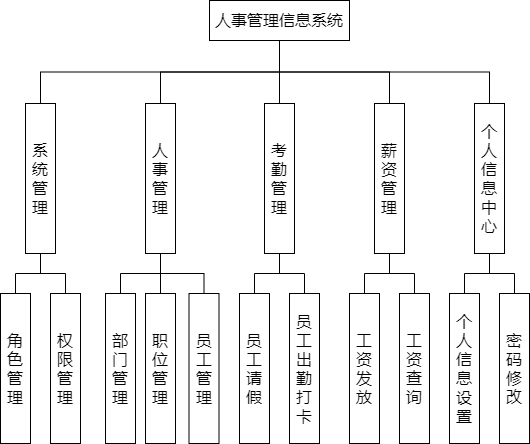 人事管理信息系统
系统管理
人事管理
考勤管理
薪资管理
个人信息中心
角色管理
权限管理
部门管理
职位管理
员工管理
员工请假
员工出勤打卡
工资发放
工资查询
个人信息设置
密码修改